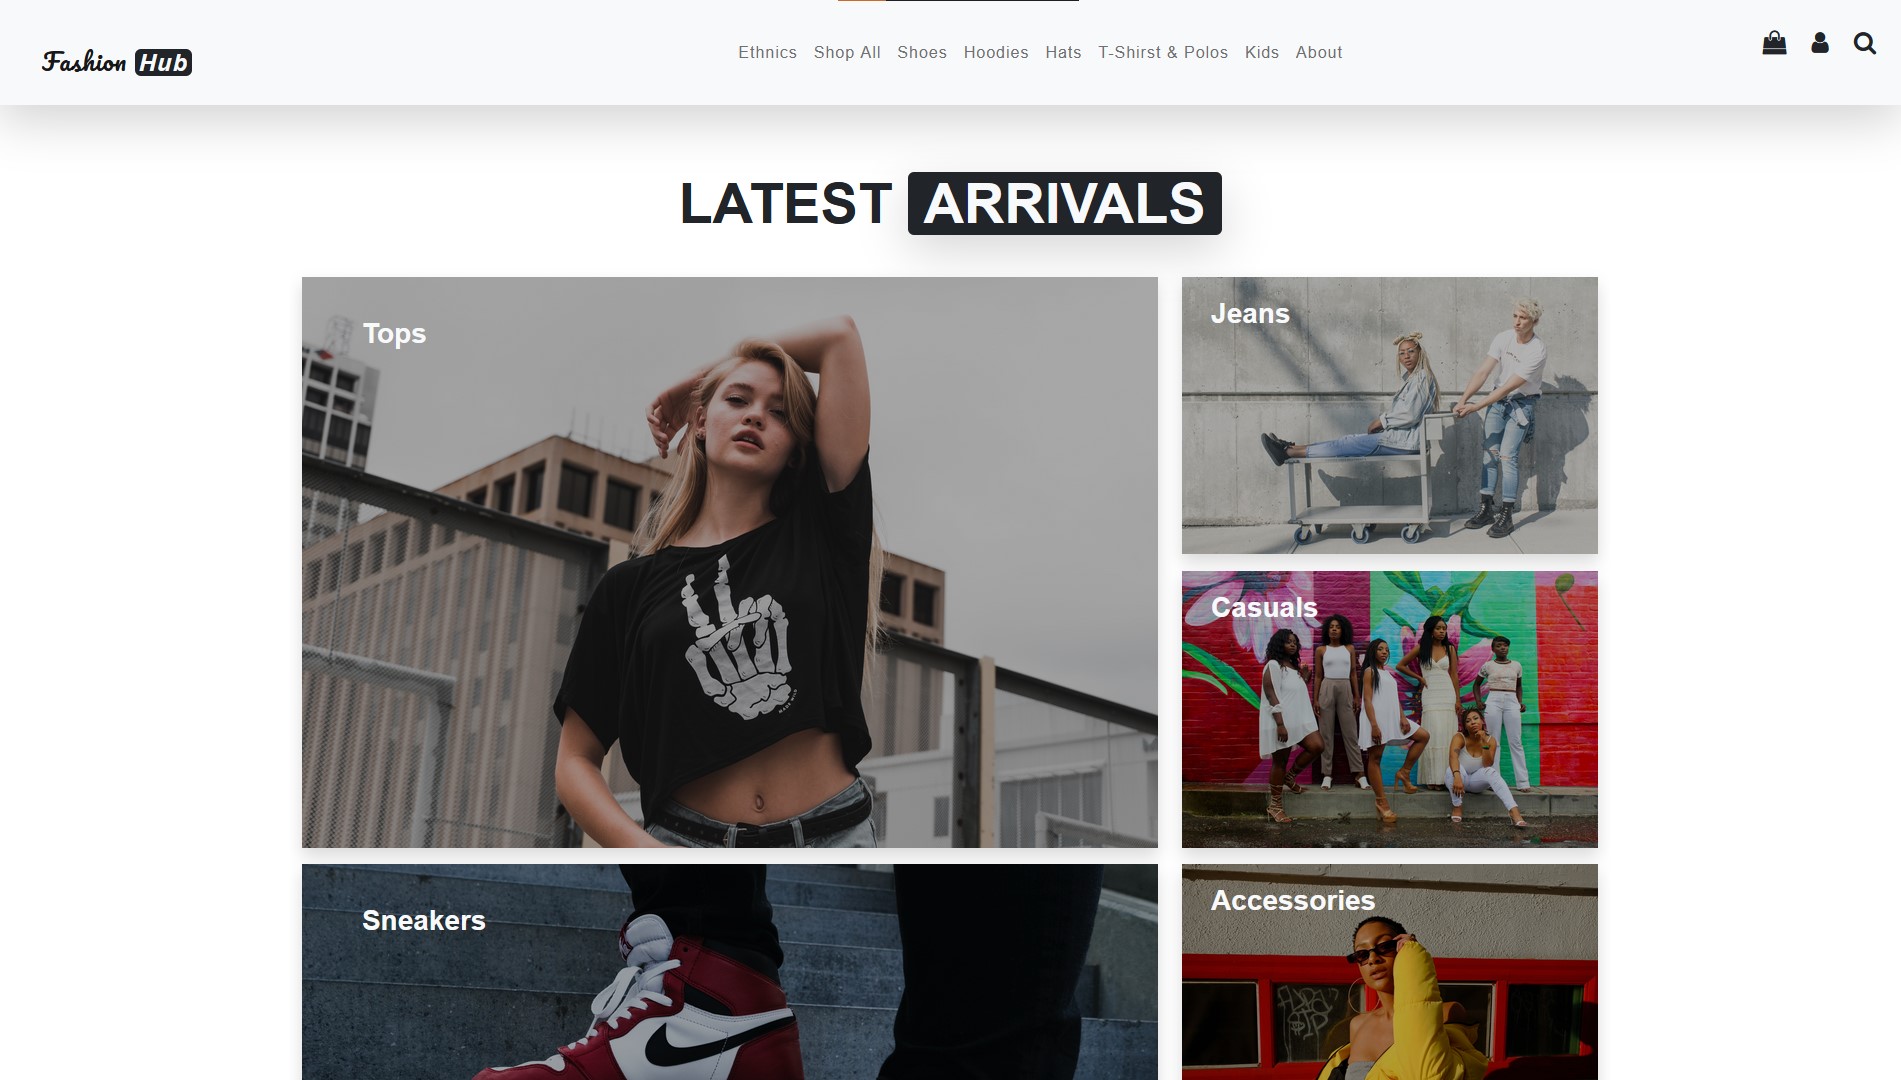 Fashion Hub
Ethnics Shop All Shoes Hoodies Hats T-Shirst & Polos Kids About
LATEST ARRIVALS
Tops
Jeans
Casuals
Sneakers
Accessories